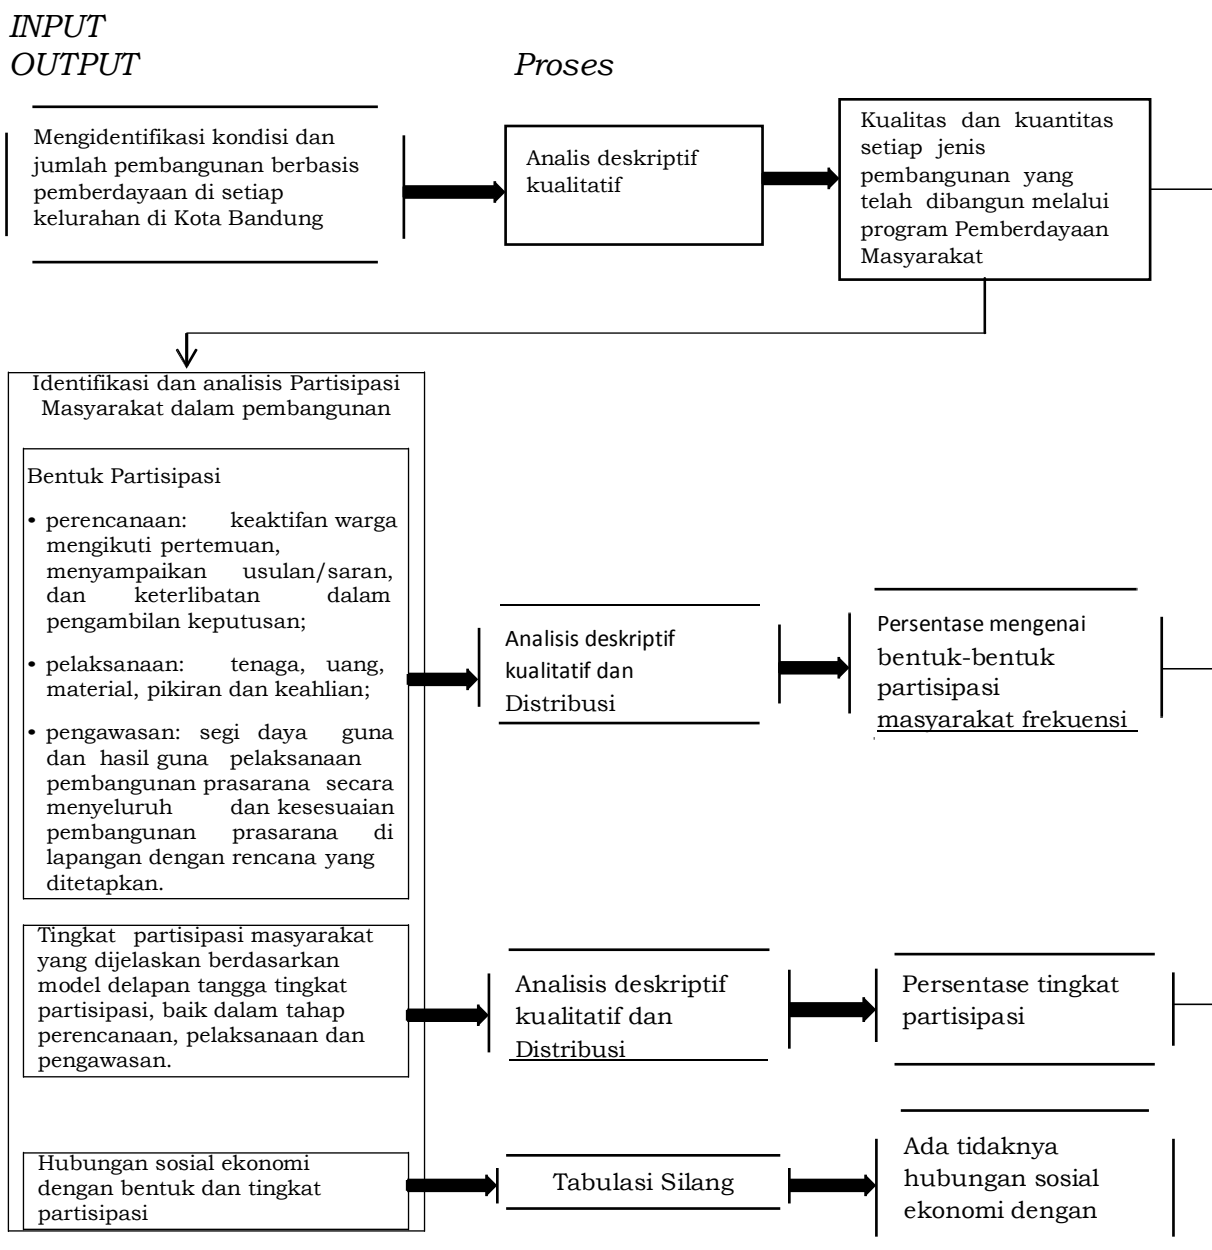 INPUT
OUTPUT
Proses
Mengidentifikasi kondisi dan
jumlah pembangunan berbasis
pemberdayaan di setiap
kelurahan di Kota Bandung
Analis deskriptif
kualitatif
Kualitas dan kuantitas
setiap jenis
pembangunan yang
telah dibangun melalui
program Pemberdayaan
Masyarakat
Identifikasi dan analisis Partisipasi
Masyarakat dalam pembangunan
Bentuk Partisipasi
• perencanaan: keaktifan warga
mengikuti pertemuan,
menyampaikan usulan/saran,
dan keterlibatan dalam
pengambilan keputusan;
• pelaksanaan: tenaga, uang,
material, pikiran dan keahlian;
• pengawasan: segi daya guna
dan hasil guna pelaksanaan
pembangunan prasarana secara
menyeluruh dan kesesuaian
pembangunan prasarana di
lapangan dengan rencana yang
ditetapkan.
Analisis deskriptif
kualitatif dan
Distribusi
Persentase mengenai
bentuk-bentuk
partisipasi
masyarakat frekuensi
.
Tingkat partisipasi masyarakat
yang dijelaskan berdasarkan
model delapan tangga tingkat
partisipasi, baik dalam tahap
perencanaan, pelaksanaan dan
pengawasan.
Analisis deskriptif
kualitatif dan
Distribusi
Persentase tingkat
partisipasi
Hubungan sosial ekonomi
dengan bentuk dan tingkat
partisipasi
Tabulasi Silang
Ada tidaknya
hubungan sosial
ekonomi dengan